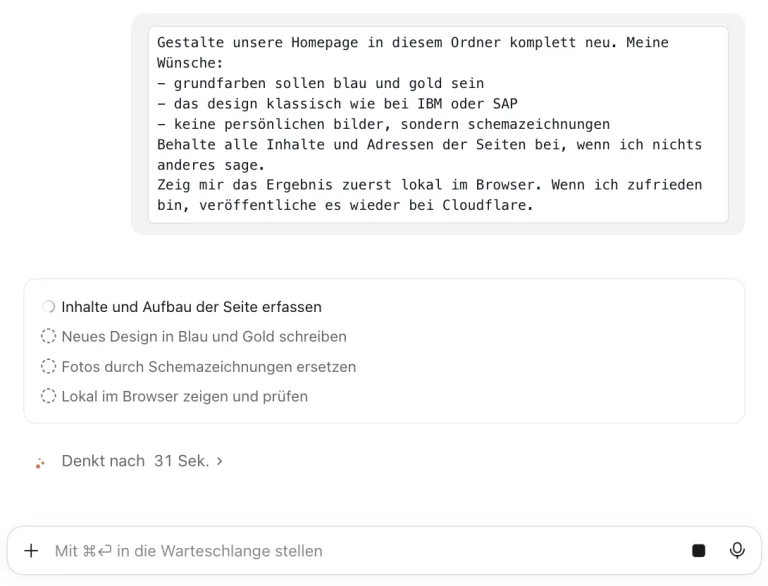 Gestalte unsere Homepage in diesem Ordner komplett neu. Meine
Wünsche:
– grundfarben sollen blau und gold sein
– das design klassisch wie bei IBM oder SAP
– keine persönlichen bilder, sondern schemazeichnungen
Behalte alle Inhalte und Adressen der Seiten bei, wenn ich nichts
anderes sage.
Zeig mir das Ergebnis zuerst lokal im Browser. Wenn ich zufrieden
bin, veröffentliche es wieder bei Cloudflare.
Inhalte und Aufbau der Seite erfassen
Neues Design in Blau und Gold schreiben
Fotos durch Schemazeichnungen ersetzen
Lokal im Browser zeigen und prüfen
Denkt nach 31 Sek. >
Mit ⌘⏎ in die Warteschlange stellen